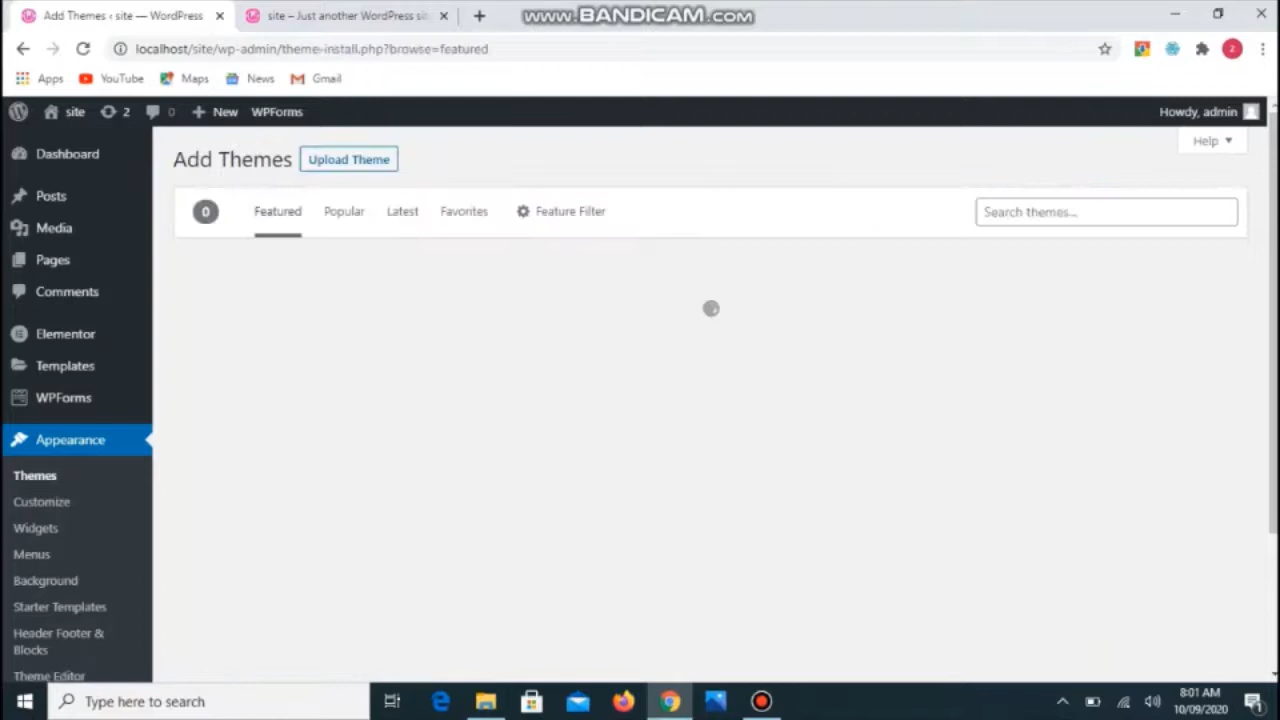 Add Themes ‹ site — WordPress
site – Just another WordPress si
www.BANDICAM.com
localhost/site/wp-admin/theme-install.php?browse=featured
2
Apps
YouTube
Maps
News
Gmail
site
2
0
New
WPForms
Howdy, admin
Dashboard
Posts
Media
Pages
Comments
Elementor
Templates
WPForms
Appearance
Themes
Customize
Widgets
Menus
Background
Starter Templates
Header Footer &
Blocks
Theme Editor
Add Themes
Upload Theme
Help
0
Featured
Popular
Latest
Favorites
Feature Filter
Search themes...
Type here to search
8:01 AM
10/09/2020
1